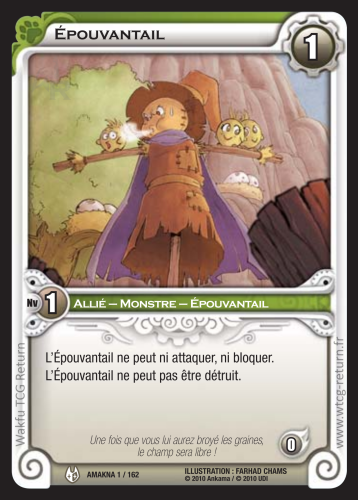 ÉPOUVANTAIL
1
Nv 1
ALLIÉ – MONSTRE – ÉPOUVANTAIL
L'Épouvantail ne peut ni attaquer, ni bloquer.
L'Épouvantail ne peut pas être détruit.
Wakfu TCG Return
www.wtcg-return.fr
Une fois que vous lui aurez broyé les graines,
le champ sera libre !
0
AMAKNA 1 / 162
ILLUSTRATION : FARHAD CHAMS
© 2010 Ankama / © 2010 UDI